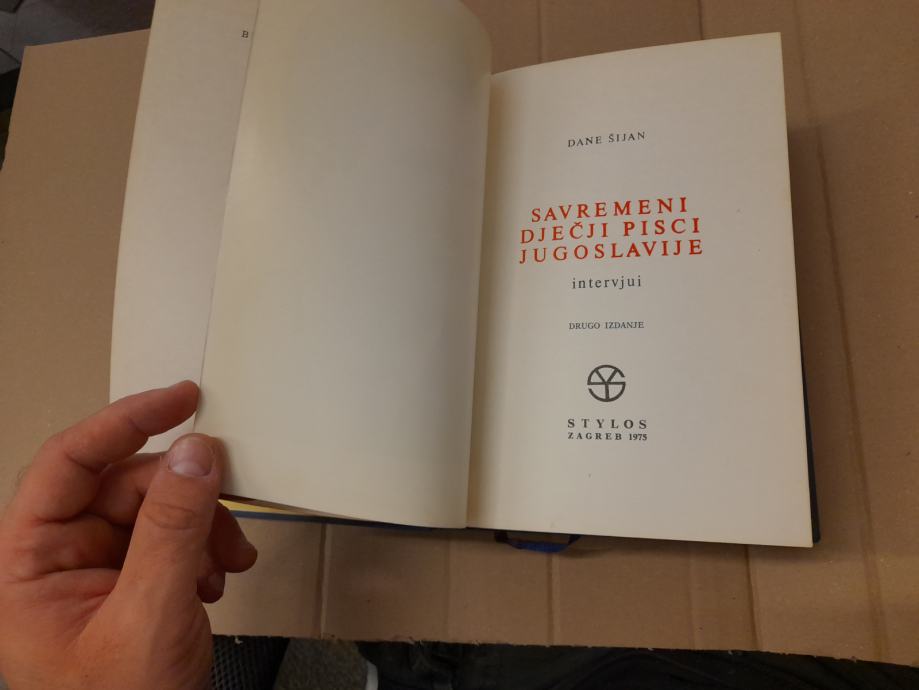 B
DANE ŠIJAN
SAVREMENI
DJEČJI PISCI
JUGOSLAVIJE
intervjui
DRUGO IZDANJE
STYLOS
ZAGREB 1975